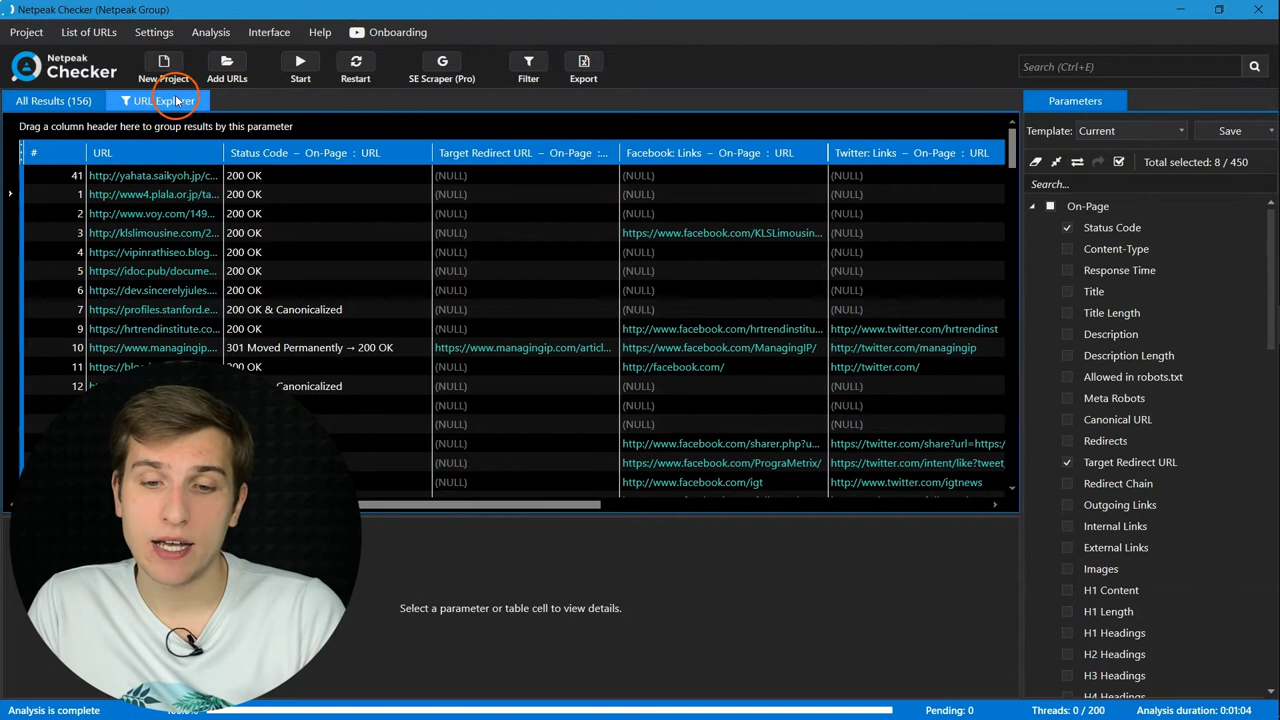 Netpeak Checker (Netpeak Group)
Project List of URLs Settings Analysis Interface Help Onboarding
Netpeak Checker
New Project Add URLs Start Restart SE Scraper (Pro) Filter Export
Search (Ctrl+E)
All Results (156) URL Explorer
Parameters
Drag a column header here to group results by this parameter
Template: Current Save
# URL Status Code – On-Page : URL Target Redirect URL – On-Page :... Facebook: Links – On-Page : URL Twitter: Links – On-Page : URL
Total selected: 8 / 450
41 http://yahata.saikyoh.jp/c... 200 OK (NULL) (NULL) (NULL)
1 http://www4.plala.or.jp/ta... 200 OK (NULL) (NULL) (NULL)
2 http://www.voy.com/149... 200 OK (NULL) (NULL) (NULL)
3 http://klslimousine.com/2... 200 OK (NULL) https://www.facebook.com/KLSLimousin... (NULL)
4 https://vipinrathiseo.blog... 200 OK (NULL) (NULL) (NULL)
5 https://idoc.pub/docume... 200 OK (NULL) (NULL) (NULL)
6 https://dev.sincerelyjules.... 200 OK (NULL) (NULL) (NULL)
7 https://profiles.stanford.e... 200 OK & Canonicalized (NULL) (NULL) (NULL)
9 https://hrtrendinstitute.co... 200 OK (NULL) http://www.facebook.com/hrtrendinstitu... http://www.twitter.com/hrtrendinst
10 https://www.managingip.... 301 Moved Permanently → 200 OK https://www.managingip.com/articl... http://www.facebook.com/ManagingIP/ http://twitter.com/managingip
11 https://blo 200 OK (NULL) http://facebook.com/ http://twitter.com/
12 Canonicalized (NULL) (NULL) (NULL)
(NULL) (NULL) (NULL)
(NULL) (NULL) (NULL)
(NULL) http://www.facebook.com/sharer.php?u... https://twitter.com/share?url=https:/
(NULL) http://www.facebook.com/PrograMetrix/ https://twitter.com/intent/like?tweet_
(NULL) http://www.facebook.com/igt https://www.twitter.com/igtnews
Search...
On-Page
Status Code
Content-Type
Response Time
Title
Title Length
Description
Description Length
Allowed in robots.txt
Meta Robots
Canonical URL
Redirects
Target Redirect URL
Redirect Chain
Outgoing Links
Internal Links
External Links
Images
H1 Content
H1 Length
H1 Headings
H2 Headings
H3 Headings
H4 Headings
Select a parameter or table cell to view details.
Analysis is complete Pending: 0 Threads: 0 / 200 Analysis duration: 0:01:04